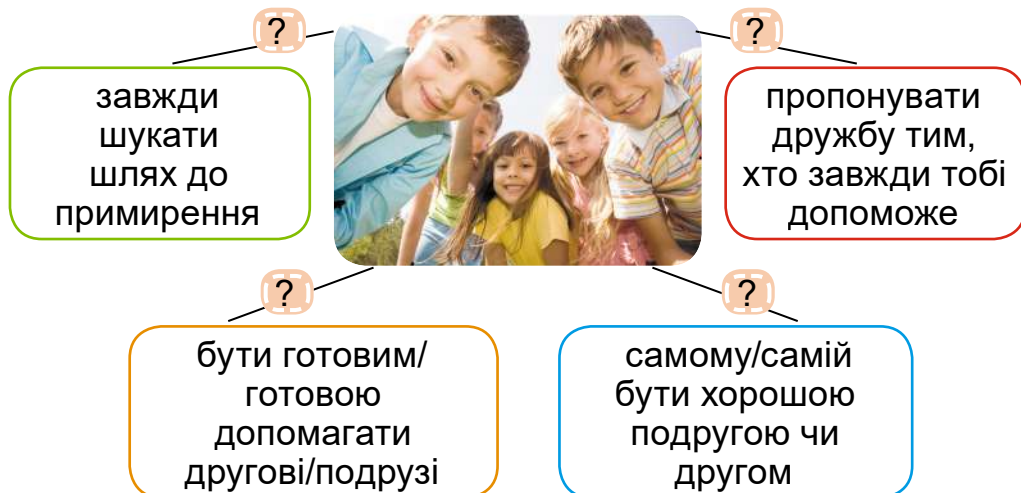 ?
?
завжди
шукати
шлях до
примирення
пропонувати
дружбу тим,
хто завжди тобі
допоможе
?
?
бути готовим/
готовою
допомагати
другові/подрузі
самому/самій
бути хорошою
подругою чи
другом